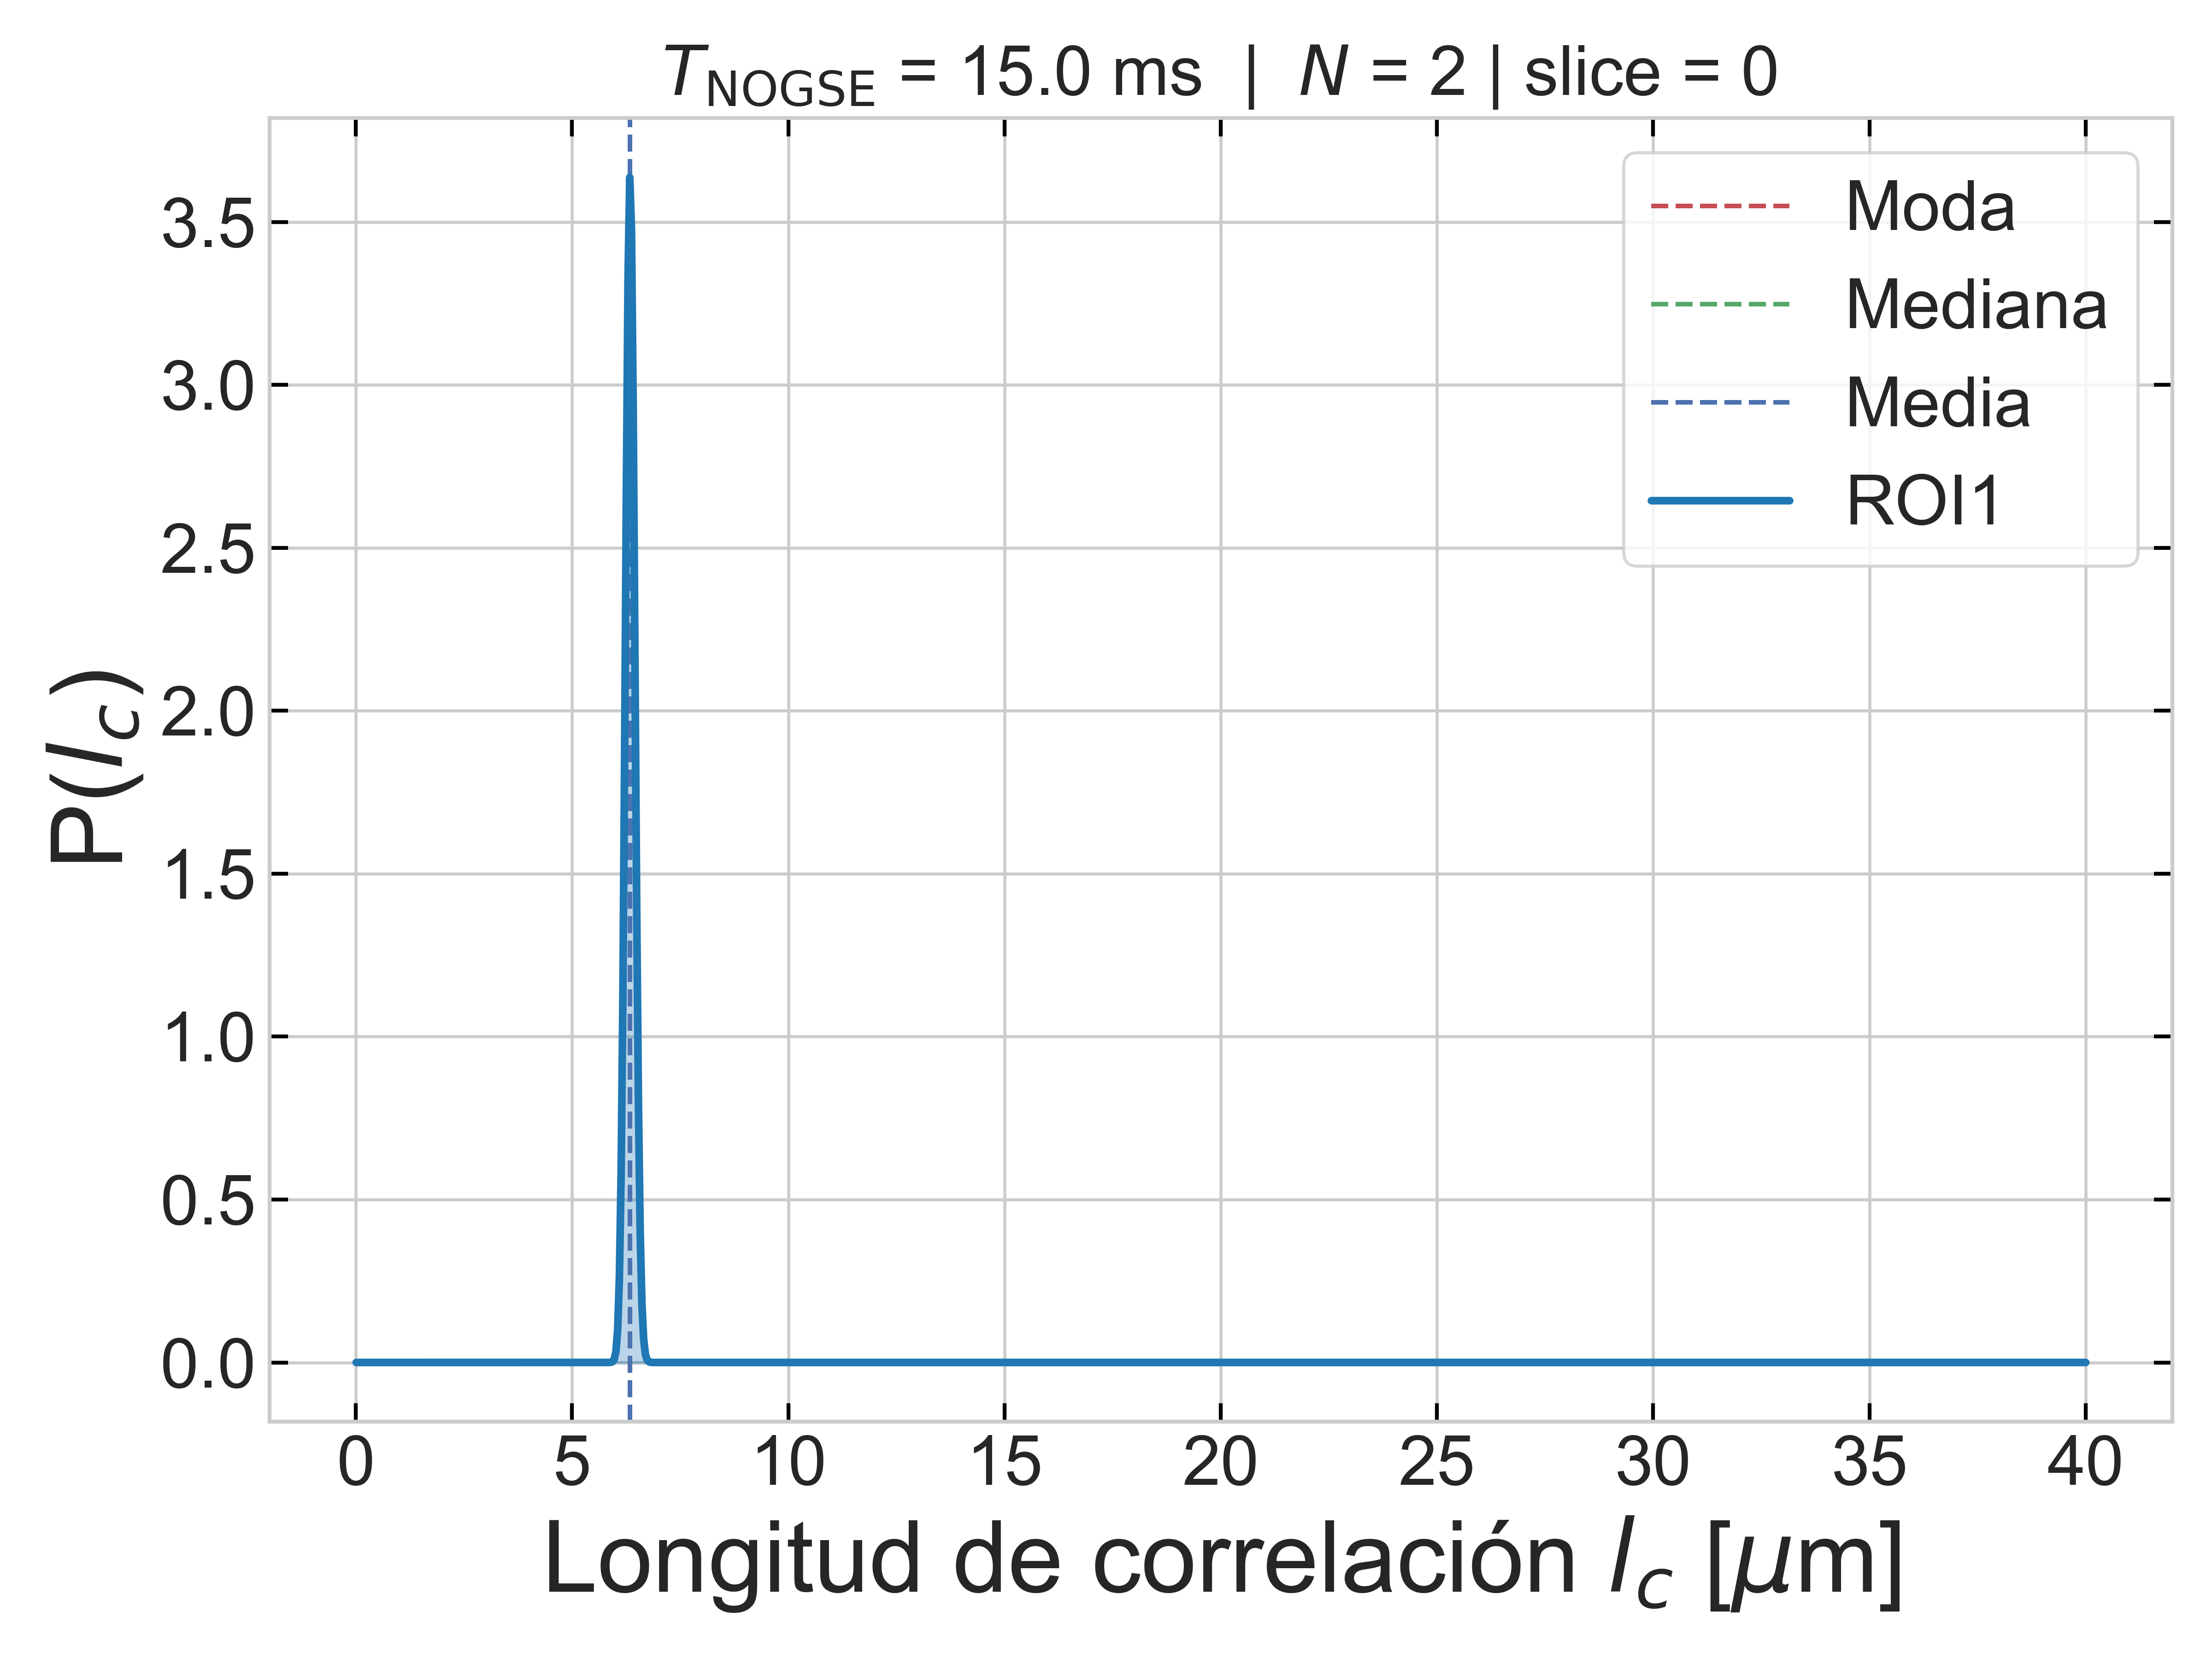 T_NOGSE = 15.0 ms | N = 2 | slice = 0
Moda
Mediana
Media
ROI1
P(l_c)
3.5
3.0
2.5
2.0
1.5
1.0
0.5
0.0
0 5 10 15 20 25 30 35 40
Longitud de correlación l_c [μm]